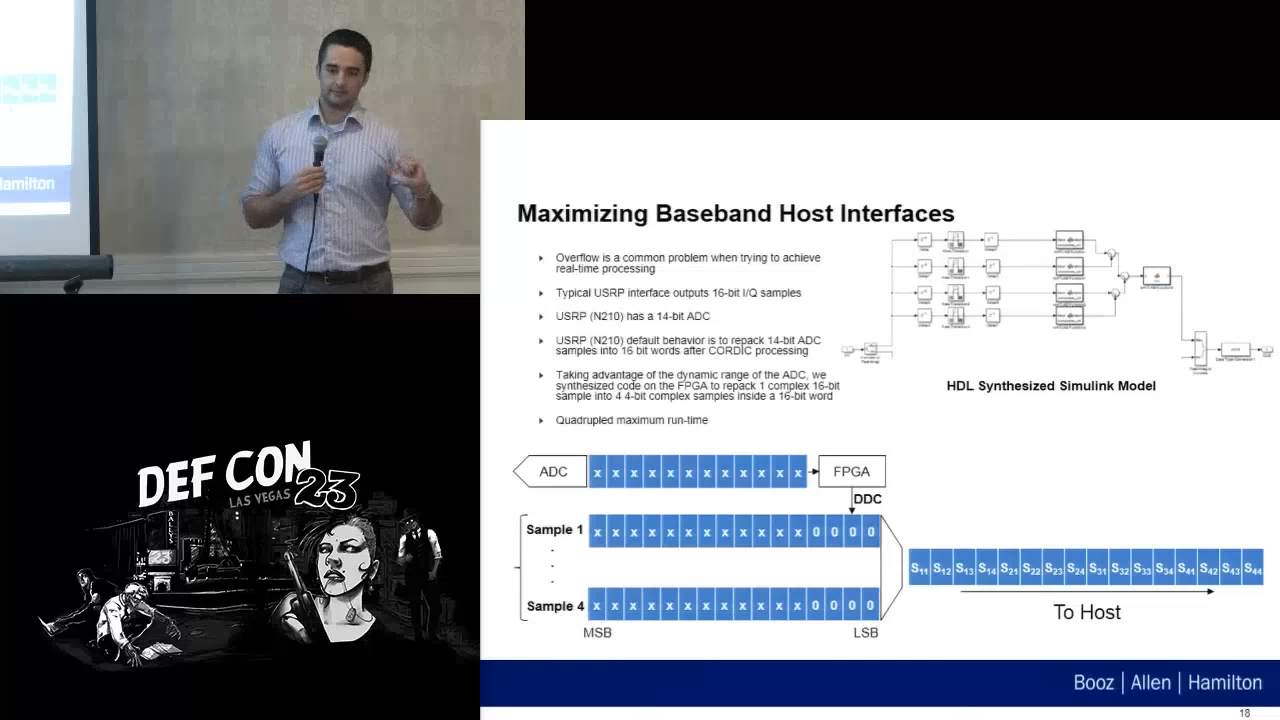 Hamilton
Maximizing Baseband Host Interfaces
Overflow is a common problem when trying to achieve
real-time processing
Typical USRP interface outputs 16-bit I/Q samples
USRP (N210) has a 14-bit ADC
USRP (N210) default behavior is to repack 14-bit ADC
samples into 16 bit words after CORDIC processing
Taking advantage of the dynamic range of the ADC, we
synthesized code on the FPGA to repack 1 complex 16-bit
sample into 4 4-bit complex samples inside a 16-bit word
Quadrupled maximum run-time
HDL Synthesized Simulink Model
ADC x x x x x x x x x x x x FPGA
DDC
Sample 1 x x x x x x x x x x x x 0 0 0 0
Sample 4 x x x x x x x x x x x x 0 0 0 0
MSB LSB
S11 S12 S13 S14 S21 S22 S23 S24 S31 S32 S33 S34 S41 S42 S43 S44
To Host
DEF CON
LAS VEGAS 23
BALLY'S
Booz | Allen | Hamilton
18